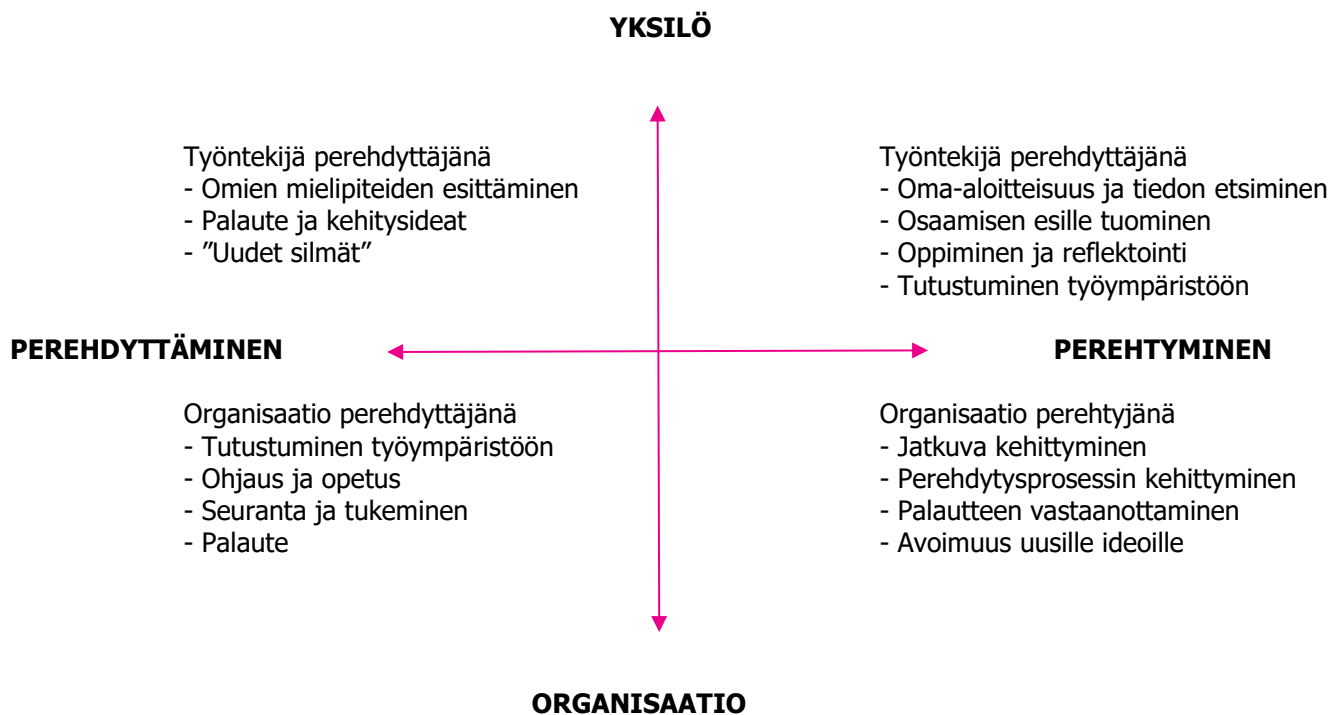 YKSILÖ
Työntekijä perehdyttäjänä
- Omien mielipiteiden esittäminen
- Palaute ja kehitysideat
- ”Uudet silmät”
Työntekijä perehdyttäjänä
- Oma-aloitteisuus ja tiedon etsiminen
- Osaamisen esille tuominen
- Oppiminen ja reflektointi
- Tutustuminen työympäristöön
PEREHDYTTÄMINEN
PEREHTYMINEN
Organisaatio perehdyttäjänä
- Tutustuminen työympäristöön
- Ohjaus ja opetus
- Seuranta ja tukeminen
- Palaute
Organisaatio perehtyjänä
- Jatkuva kehittyminen
- Perehdytysprosessin kehittyminen
- Palautteen vastaanottaminen
- Avoimuus uusille ideoille
ORGANISAATIO